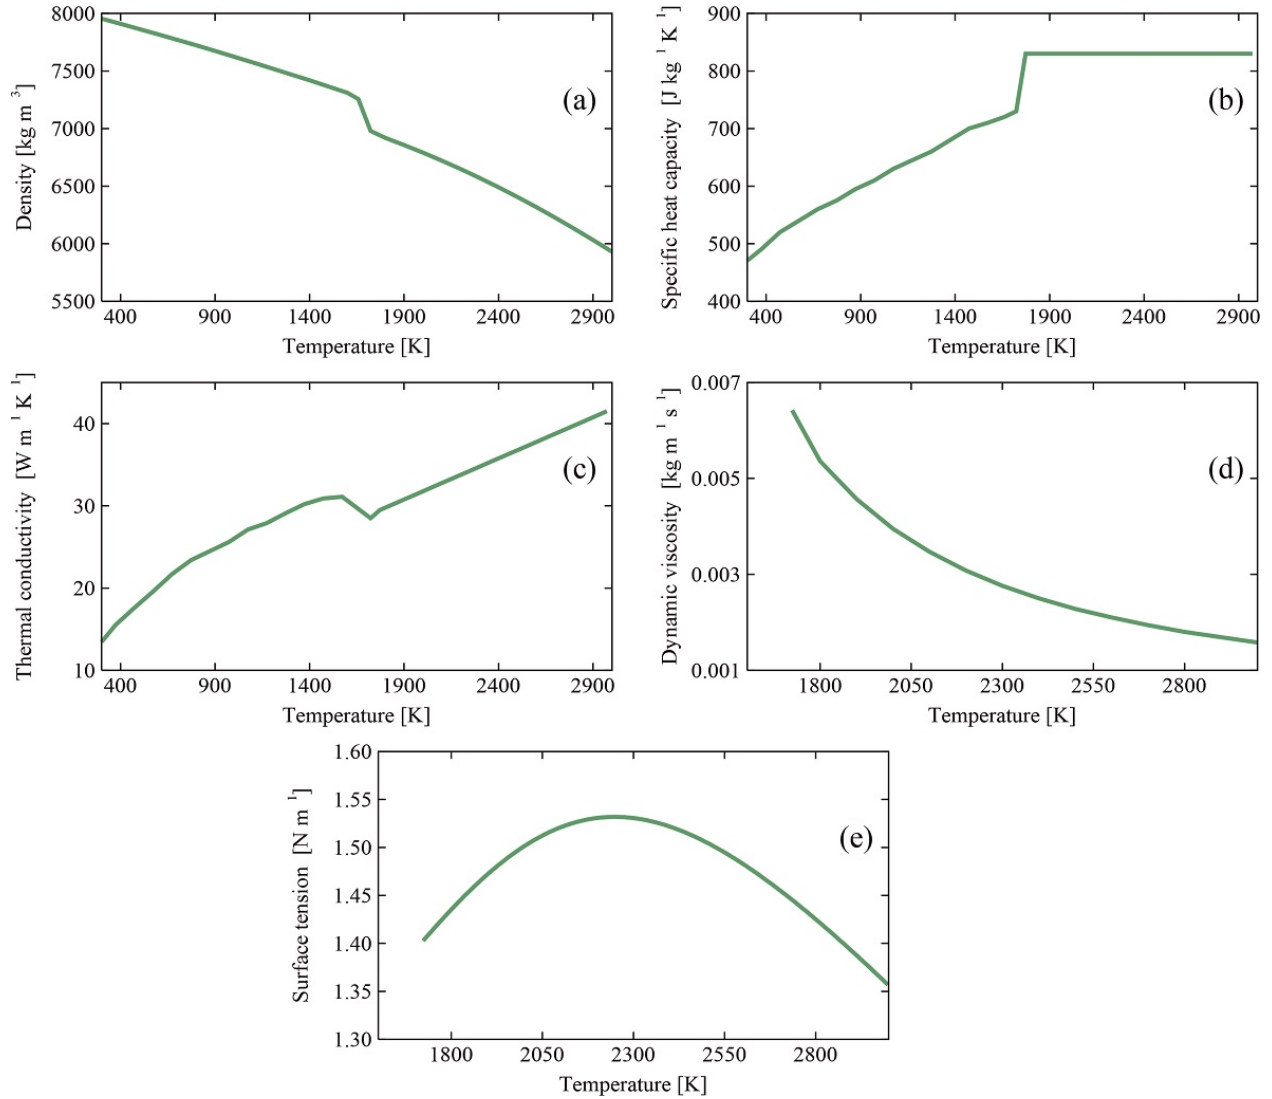 8000
7500
7000
6500
6000
5500
Density [kg m 3]
(a)
400 900 1400 1900 2400 2900
Temperature [K]
900
800
700
600
500
400
Specific heat capacity [J kg 1 K 1]
(b)
400 900 1400 1900 2400 2900
Temperature [K]
40
30
20
10
Thermal conductivity [W m 1 K 1]
(c)
400 900 1400 1900 2400 2900
Temperature [K]
0.007
0.005
0.003
0.001
Dynamic viscosity [kg m 1 s 1]
(d)
1800 2050 2300 2550 2800
Temperature [K]
1.60
1.55
1.50
1.45
1.40
1.35
1.30
Surface tension [N m 1]
(e)
1800 2050 2300 2550 2800
Temperature [K]